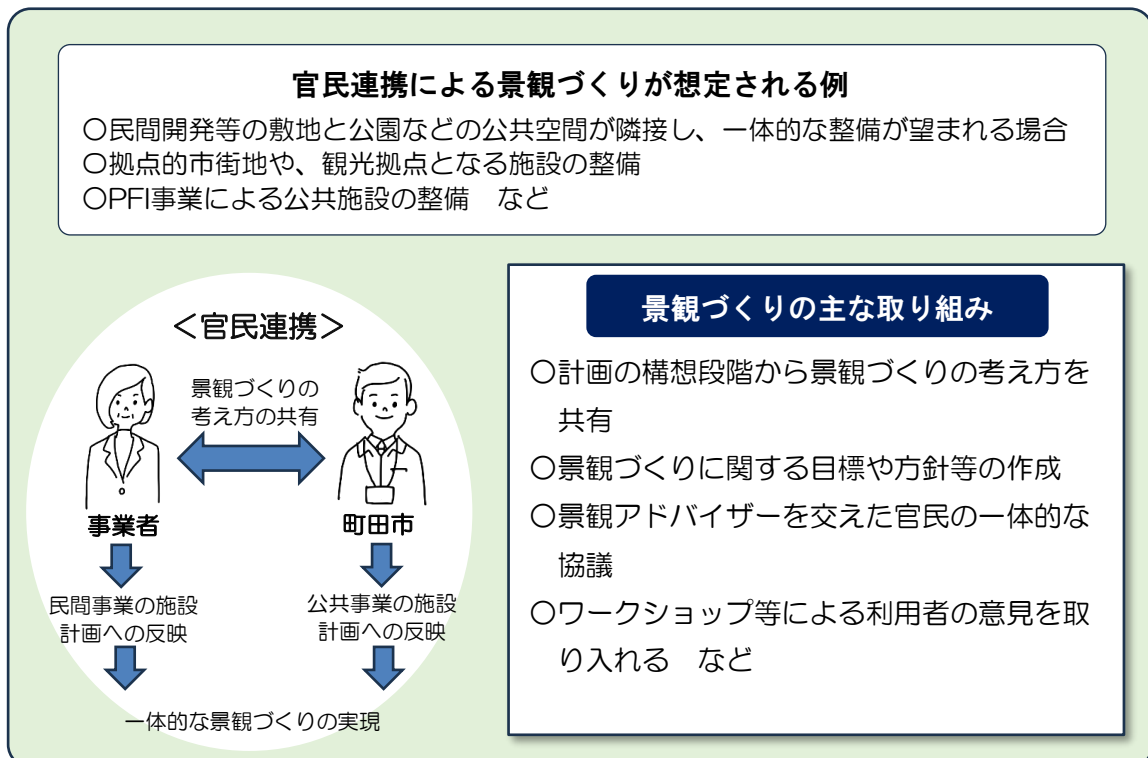 官民連携による景観づくりが想定される例
〇民間開発等の敷地と公園などの公共空間が隣接し、一体的な整備が望まれる場合
〇拠点的市街地や、観光拠点となる施設の整備
〇PFI事業による公共施設の整備　など
＜官民連携＞
景観づくりの
考え方の共有
事業者
町田市
民間事業の施設
計画への反映
公共事業の施設
計画への反映
一体的な景観づくりの実現
景観づくりの主な取り組み
〇計画の構想段階から景観づくりの考え方を
共有
〇景観づくりに関する目標や方針等の作成
〇景観アドバイザーを交えた官民の一体的な
協議
〇ワークショップ等による利用者の意見を取
り入れる　など